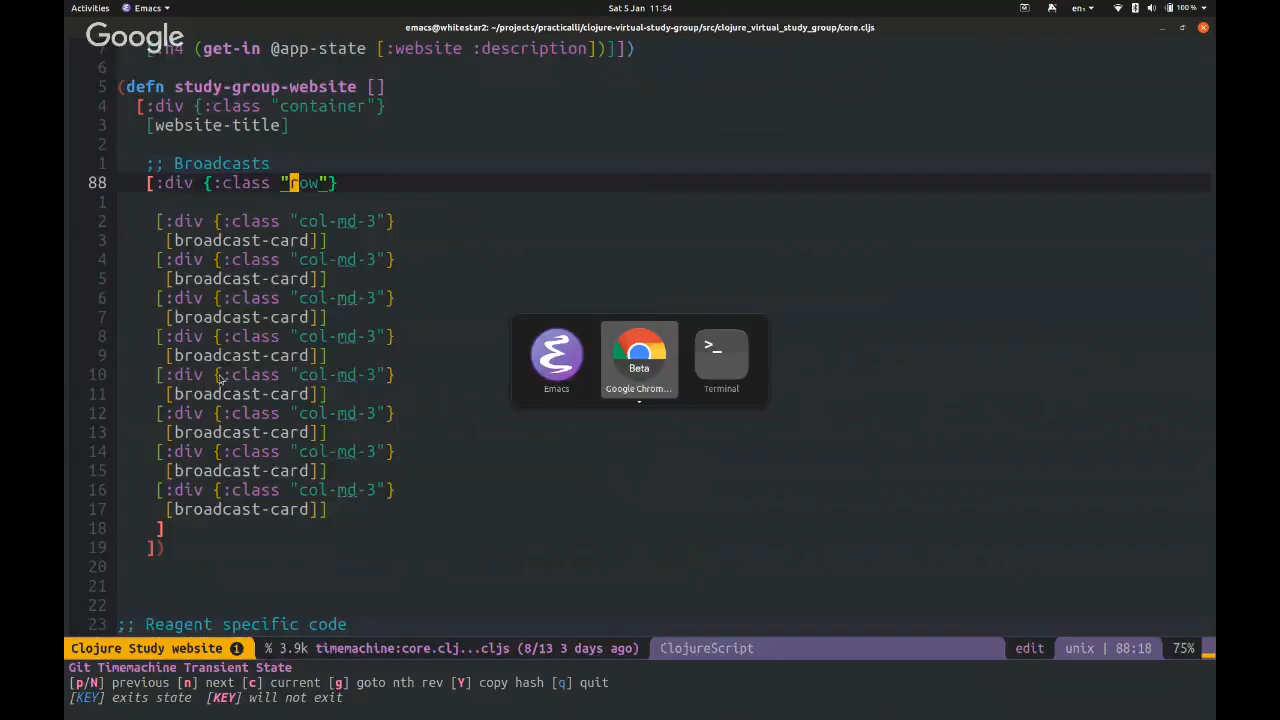 Activities Emacs Sat 5 January 11:54 en₁ 100 %
emacs@whitestar2: ~/projects/practicalli/clojure-virtual-study-group/src/clojure_virtual_study_group/core.cljs
Google
7 (get-in @app-state [:website :description])]])
6
5 (defn study-group-website []
4 [:div {:class "container"}
3 [website-title]
2
1 ;; Broadcasts
88 [:div {:class "row"}
1
2 [:div {:class "col-md-3"}
3 [broadcast-card]]
4 [:div {:class "col-md-3"}
5 [broadcast-card]]
6 [:div {:class "col-md-3"}
7 [broadcast-card]]
8 [:div {:class "col-md-3"}
9 [broadcast-card]]
10 [:div {:class "col-md-3"}
11 [broadcast-card]]
12 [:div {:class "col-md-3"}
13 [broadcast-card]]
14 [:div {:class "col-md-3"}
15 [broadcast-card]]
16 [:div {:class "col-md-3"}
17 [broadcast-card]]
18 ]
19 ])
20
21
22
23 ;; Reagent specific code
Beta
Emacs Google Chrom... Terminal
Clojure Study website 1 % 3.9k timemachine:core.clj...cljs (8/13 3 days ago) ClojureScript edit unix | 88:18 75%
Git Timemachine Transient State
[p/N] previous [n] next [c] current [g] goto nth rev [Y] copy hash [q] quit
[KEY] exits state [KEY] will not exit